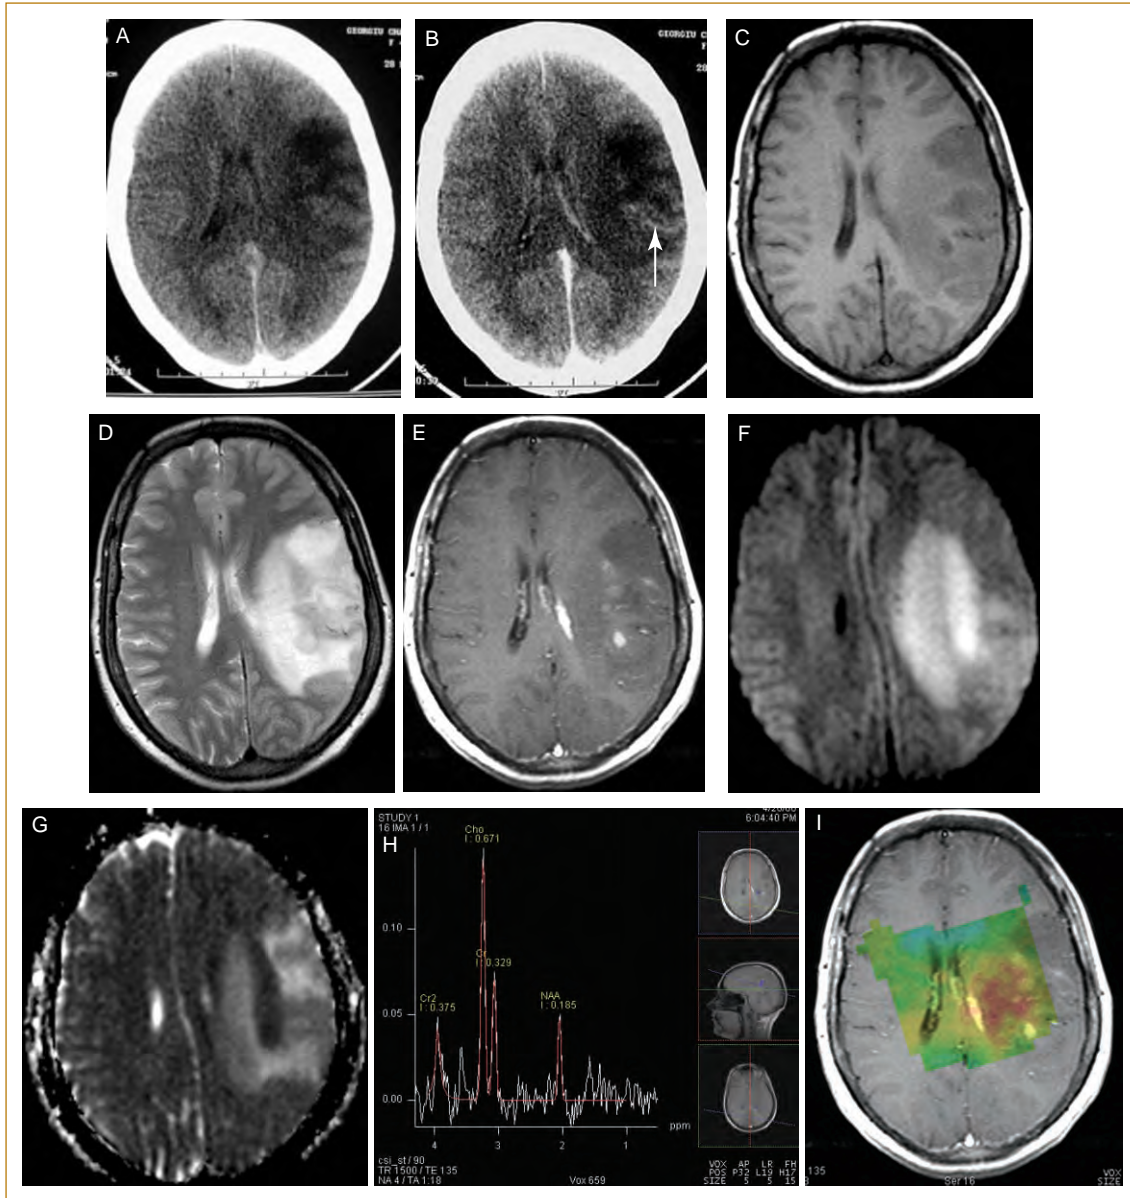 A
F
28
cm
B
F
28
C
D
E
F
G
H
STUDY 1
16 IMA 1 / 1
6:04:40 PM
Cho
I : 0.671
0.10
Cr
I : 0.329
Cr2
I : 0.375
NAA
I : 0.185
0.05
0.00
4 3 2 1 ppm
csi_st / 90
TR 1500 / TE 135
NA 4 / TA 1:18
Vox 659
VOX AP LR FH
POS P32 L19 H17
SIZE 5 5 15
I
135
Ser 16